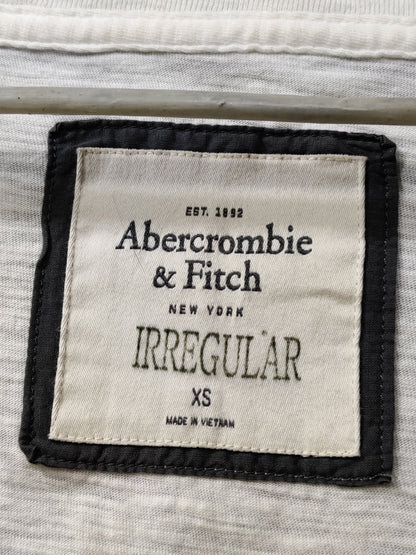 EST. 1892
Abercrombie
& Fitch
NEW YORK
IRREGULAR
XS
MADE IN VIETNAM